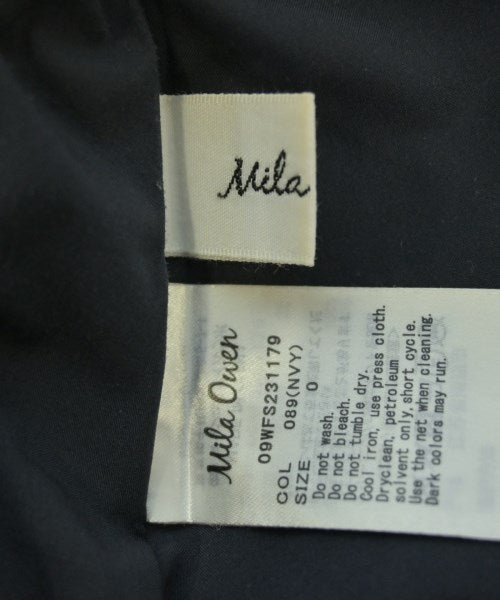 Mila
Mila Owen
09WFS231179
COL 089(NVY)
SIZE 0
Do not wash.
Do not bleach.
Do not tumble dry.
Cool iron, use press cloth.
Dryclean, petroleum
solvent only, short cycle.
Use the net when cleaning.
Dark colors may run.